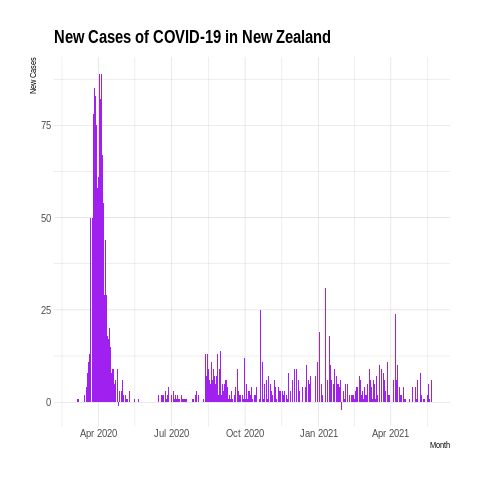 New Cases of COVID-19 in New Zealand
New Cases
75
50
25
0
Apr 2020 Jul 2020 Oct 2020 Jan 2021 Apr 2021
Month